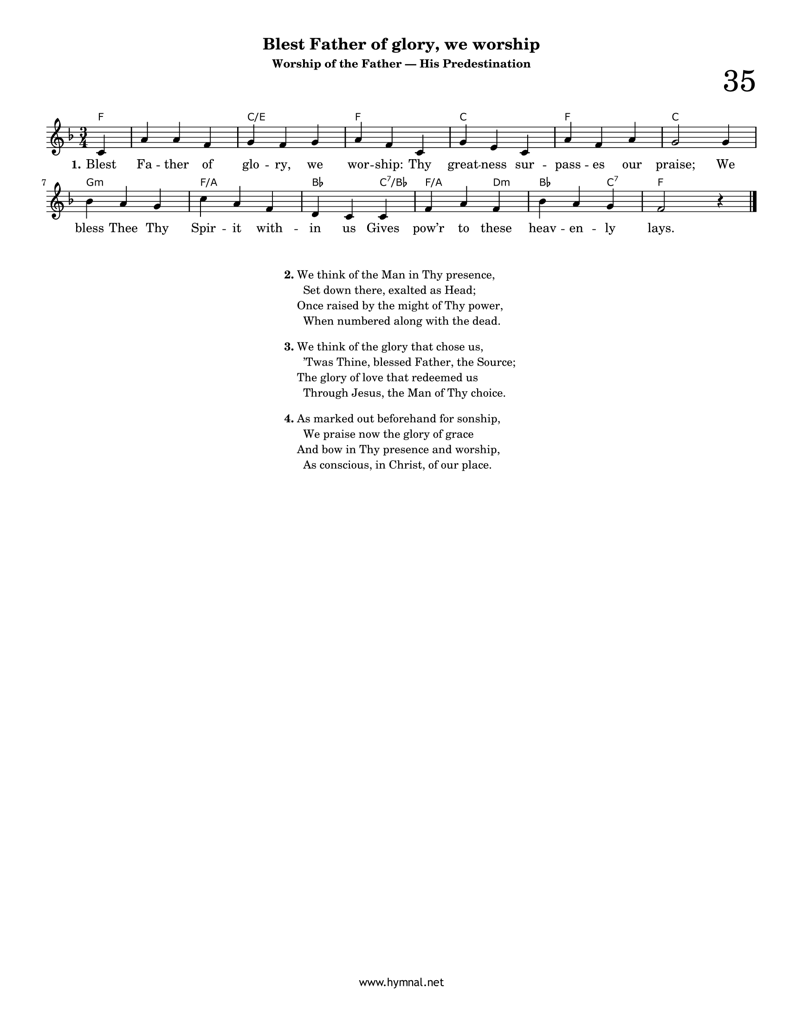 Blest Father of glory, we worship
Worship of the Father — His Predestination
35
F C/E F C F C
3
4
1. Blest Fa - ther of glo - ry, we wor-ship: Thy great-ness sur - pass - es our praise; We
7 Gm F/A B♭ C7/B♭ F/A Dm B♭ C7 F
bless Thee Thy Spir - it with - in us Gives pow'r to these heav - en - ly lays.
2. We think of the Man in Thy presence,
Set down there, exalted as Head;
Once raised by the might of Thy power,
When numbered along with the dead.
3. We think of the glory that chose us,
'Twas Thine, blessed Father, the Source;
The glory of love that redeemed us
Through Jesus, the Man of Thy choice.
4. As marked out beforehand for sonship,
We praise now the glory of grace
And bow in Thy presence and worship,
As conscious, in Christ, of our place.
www.hymnal.net